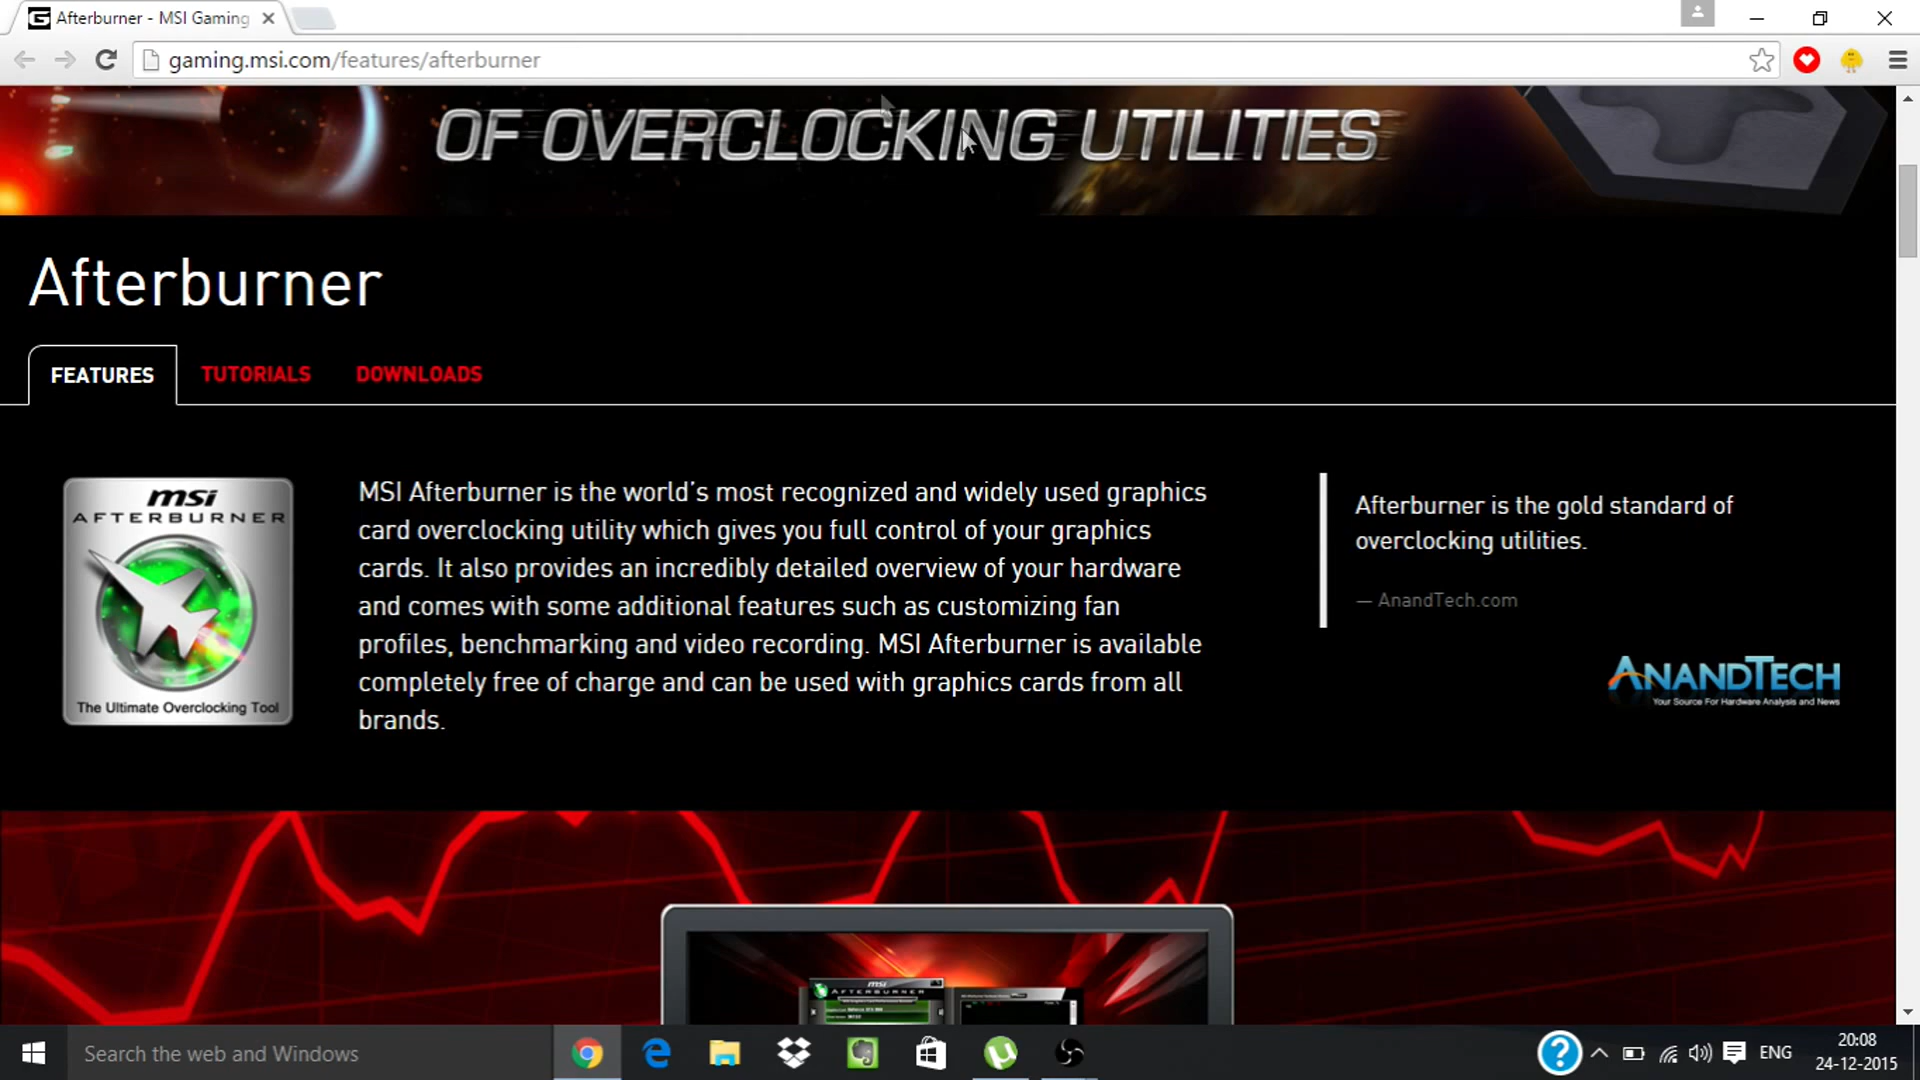 Afterburner - MSI Gaming
gaming.msi.com/features/afterburner
OF OVERCLOCKING UTILITIES
Afterburner
FEATURES TUTORIALS DOWNLOADS
msi
AFTERBURNER
The Ultimate Overclocking Tool
MSI Afterburner is the world’s most recognized and widely used graphics
card overclocking utility which gives you full control of your graphics
cards. It also provides an incredibly detailed overview of your hardware
and comes with some additional features such as customizing fan
profiles, benchmarking and video recording. MSI Afterburner is available
completely free of charge and can be used with graphics cards from all
brands.
Afterburner is the gold standard of
overclocking utilities.
— AnandTech.com
ANANDTECH
Your Source For Hardware Analysis and News
msi
AFTERBURNER
Search the web and Windows
ENG
20:08
24-12-2015